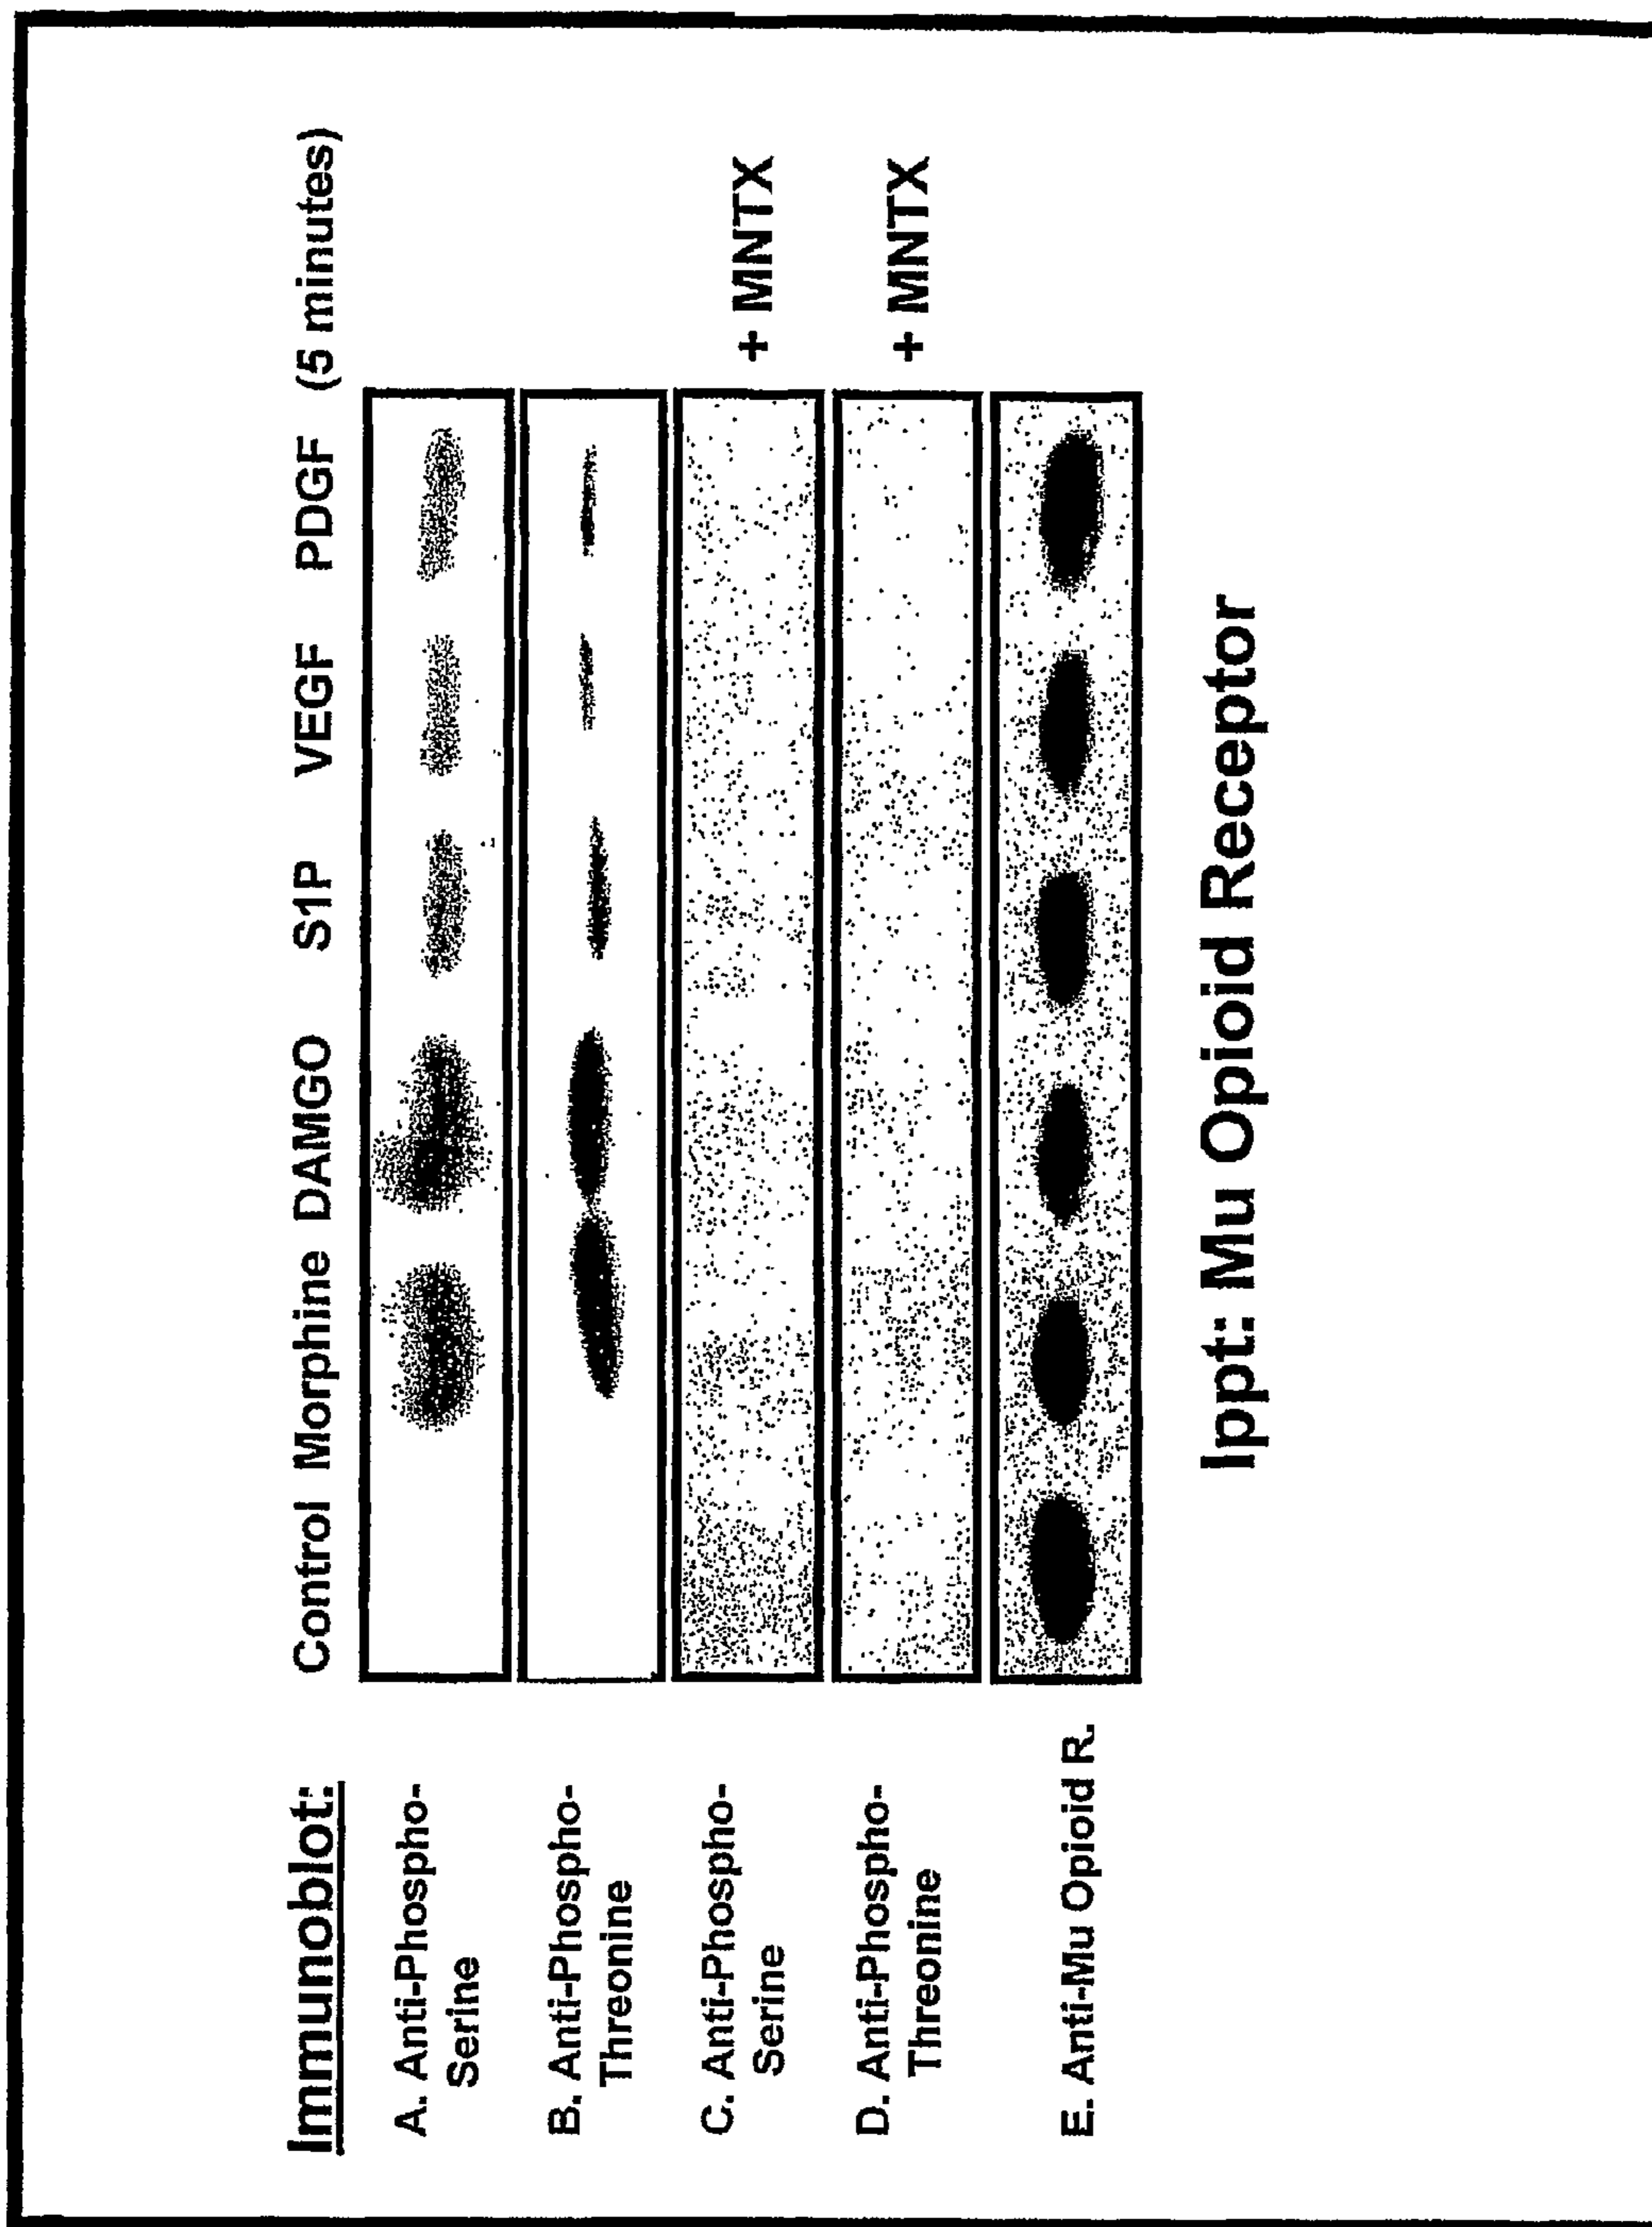 Control Morphine DAMGO S1P VEGF PDGF (5 minutes)
Immunoblot:
A. Anti-Phospho-
Serine
B. Anti-Phospho-
Threonine
C. Anti-Phospho-
Serine
+ MNTX
D. Anti-Phospho-
Threonine
+ MNTX
E. Anti-Mu Opioid R.
Ippt: Mu Opioid Receptor